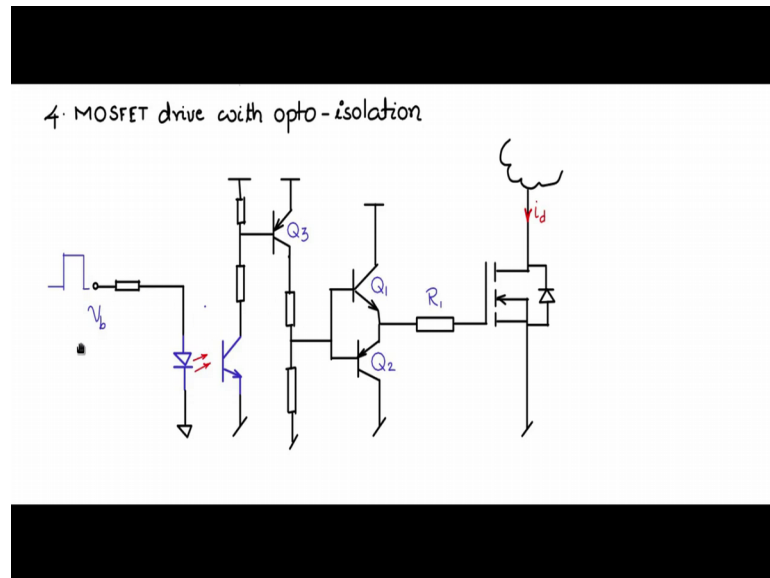 4. MOSFET drive with opto-isolation
Q3
id
Vb
Q1
R1
Q2